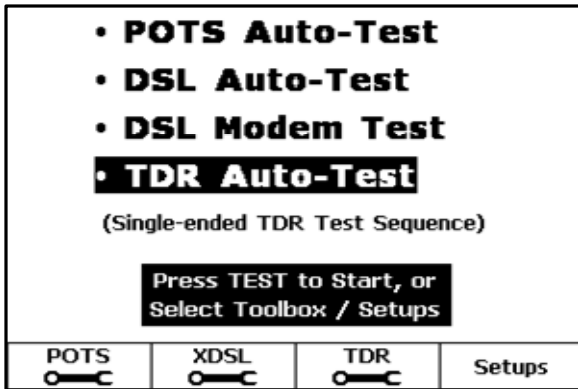 • POTS Auto-Test
• DSL Auto-Test
• DSL Modem Test
• TDR Auto-Test
(Single-ended TDR Test Sequence)
Press TEST to Start, or
Select Toolbox / Setups
POTS XDSL TDR Setups